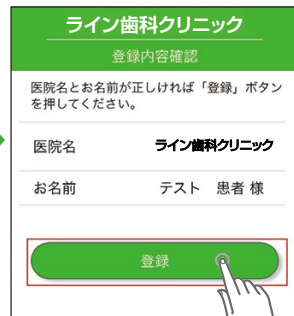 ライン歯科クリニック
登録内容確認
医院名とお名前が正しければ「登録」ボタン
を押してください。
医院名 ライン歯科クリニック
お名前 テスト 患者 様
登録